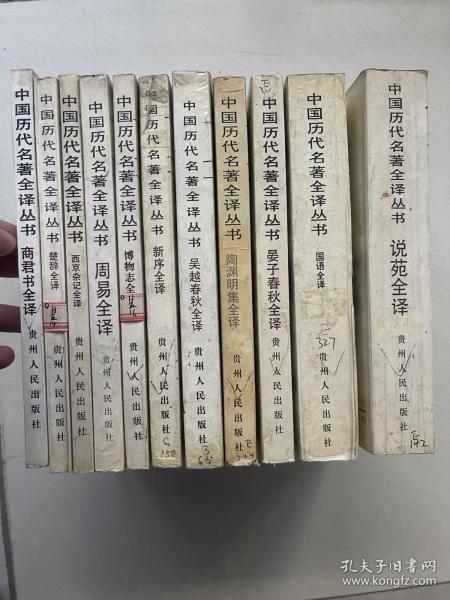 中国历代名著全译丛书
商君书全译
贵州人民出版社
中国历代名著全译丛书
楚辞全译
贵州人民出版社
中国历代名著全译丛书
西京杂记全译
贵州人民出版社
中国历代名著全译丛书
周易全译
贵州人民出版社
中国历代名著全译丛书
博物志全
贵州人民出版社
中国历代名著全译丛书
新序全译
贵州人民出版社
C
158
中国历代名著全译丛书
吴越春秋全译
贵州人民出版社
中国历代名著全译丛书
陶渊明集全译
贵州人民出版社
E
中国历代名著全译丛书
晏子春秋全译
贵州人民出版社
中国历代名著全译丛书
国语全译
327
贵州人民出版社
中国历代名著全译丛书
说苑全译
贵州人民出版社
孔夫子旧书网
www.kongfz.com